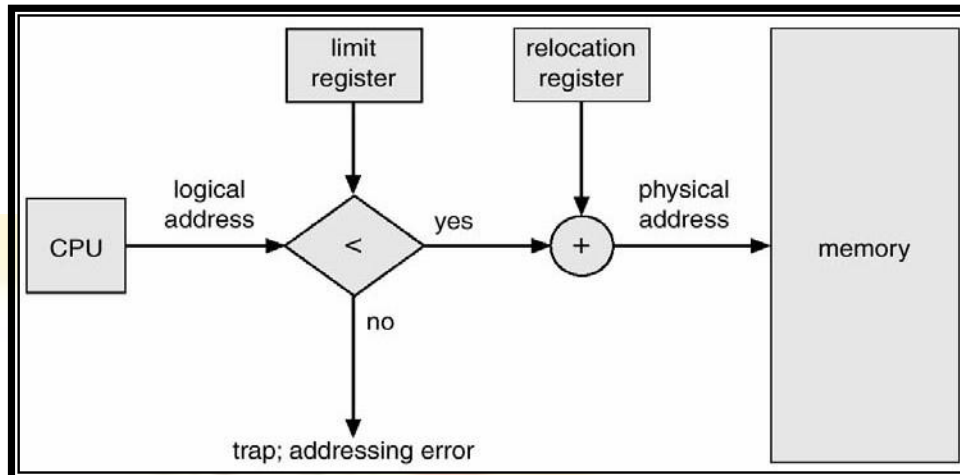 limit
register
relocation
register
logical
address
physical
address
CPU
<
yes
+
memory
no
trap; addressing error